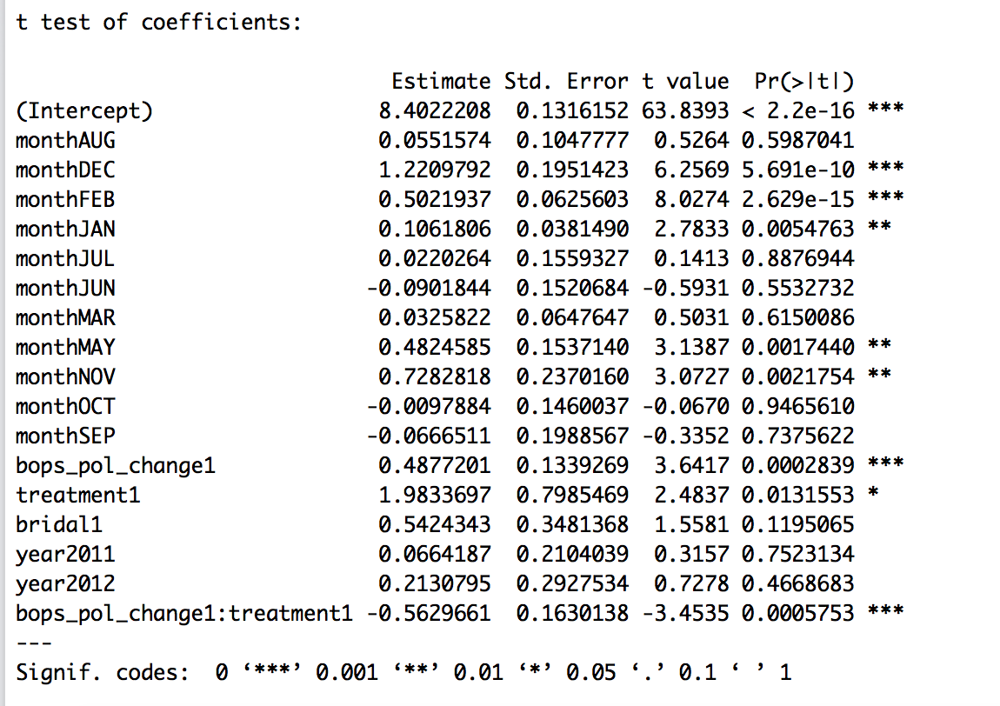 t test of coefficients:
Estimate Std. Error t value Pr(>|t|)
(Intercept) 8.4022208 0.1316152 63.8393 < 2.2e-16 ***
monthAUG 0.0551574 0.1047777 0.5264 0.5987041
monthDEC 1.2209792 0.1951423 6.2569 5.691e-10 ***
monthFEB 0.5021937 0.0625603 8.0274 2.629e-15 ***
monthJAN 0.1061806 0.0381490 2.7833 0.0054763 **
monthJUL 0.0220264 0.1559327 0.1413 0.8876944
monthJUN -0.0901844 0.1520684 -0.5931 0.5532732
monthMAR 0.0325822 0.0647647 0.5031 0.6150086
monthMAY 0.4824585 0.1537140 3.1387 0.0017440 **
monthNOV 0.7282818 0.2370160 3.0727 0.0021754 **
monthOCT -0.0097884 0.1460037 -0.0670 0.9465610
monthSEP -0.0666511 0.1988567 -0.3352 0.7375622
bops_pol_change1 0.4877201 0.1339269 3.6417 0.0002839 ***
treatment1 1.9833697 0.7985469 2.4837 0.0131553 *
bridal1 0.5424343 0.3481368 1.5581 0.1195065
year2011 0.0664187 0.2104039 0.3157 0.7523134
year2012 0.2130795 0.2927534 0.7278 0.4668683
bops_pol_change1:treatment1 -0.5629661 0.1630138 -3.4535 0.0005753 ***
---
Signif. codes: 0 ‘***’ 0.001 ‘**’ 0.01 ‘*’ 0.05 ‘.’ 0.1 ‘ ’ 1